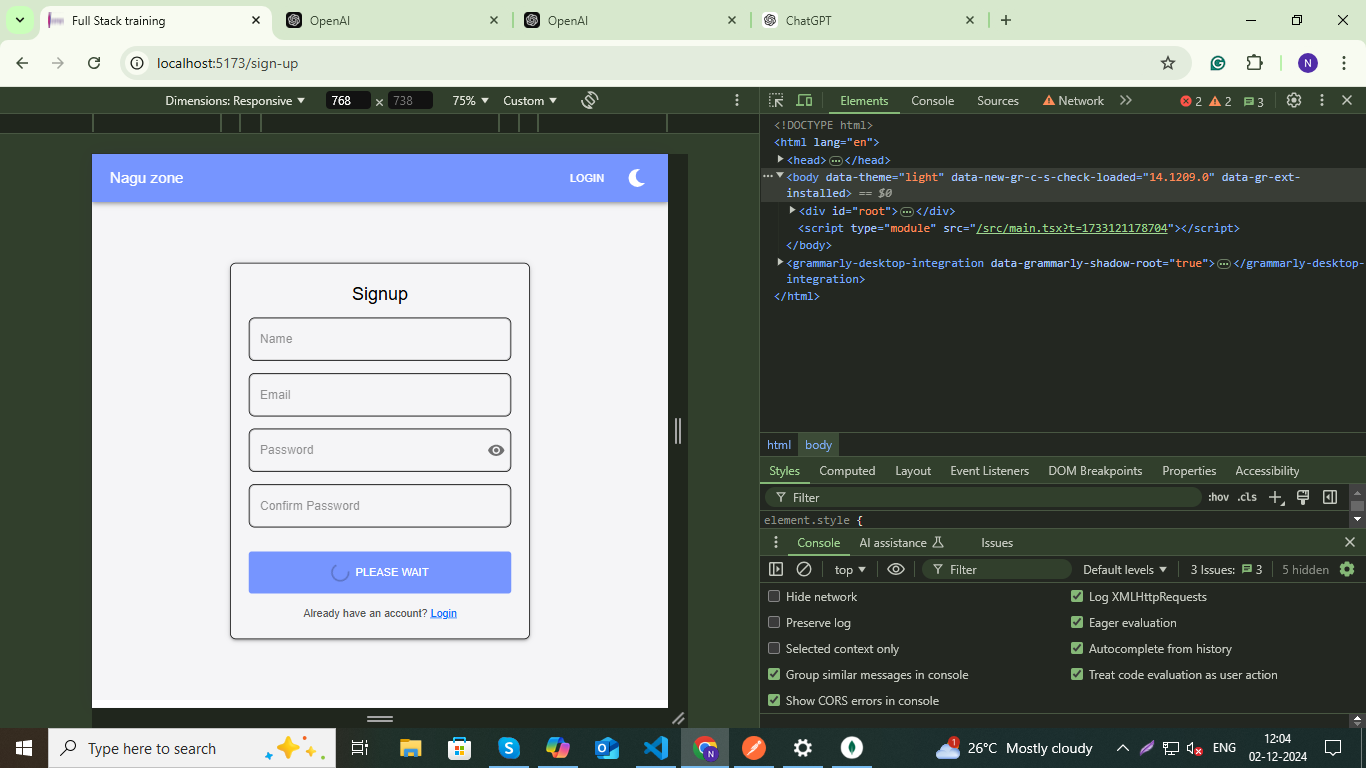 Full Stack training
OpenAI
OpenAI
ChatGPT
localhost:5173/sign-up
N
Dimensions: Responsive
768
×
738
75%
Custom
Elements
Console
Sources
Network
2
2
3
Nagu zone
LOGIN
Signup
Name
Email
Password
Confirm Password
PLEASE WAIT
Already have an account? Login
<!DOCTYPE html>
<html lang="en">
<head>…</head>
<body data-theme="light" data-new-gr-c-s-check-loaded="14.1209.0" data-gr-ext-
installed> == $0
<div id="root">…</div>
<script type="module" src="/src/main.tsx?t=1733121178704"></script>
</body>
<grammarly-desktop-integration data-grammarly-shadow-root="true">…</grammarly-desktop-
integration>
</html>
html
body
Styles
Computed
Layout
Event Listeners
DOM Breakpoints
Properties
Accessibility
Filter
:hov
.cls
element.style {
Console
AI assistance
Issues
top
Filter
Default levels
3 Issues:
3
5 hidden
Hide network
Log XMLHttpRequests
Preserve log
Eager evaluation
Selected context only
Autocomplete from history
Group similar messages in console
Treat code evaluation as user action
Show CORS errors in console
Type here to search
N
1
26°C Mostly cloudy
ENG
12:04
02-12-2024